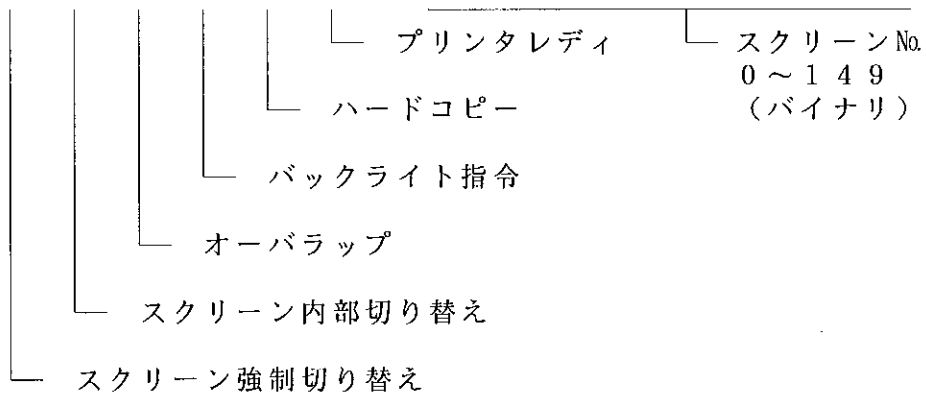 プリンタレディ
スクリーン№
0～149
(バイナリ)
ハードコピー
バックライト指令
オーバラップ
スクリーン内部切り替え
スクリーン強制切り替え